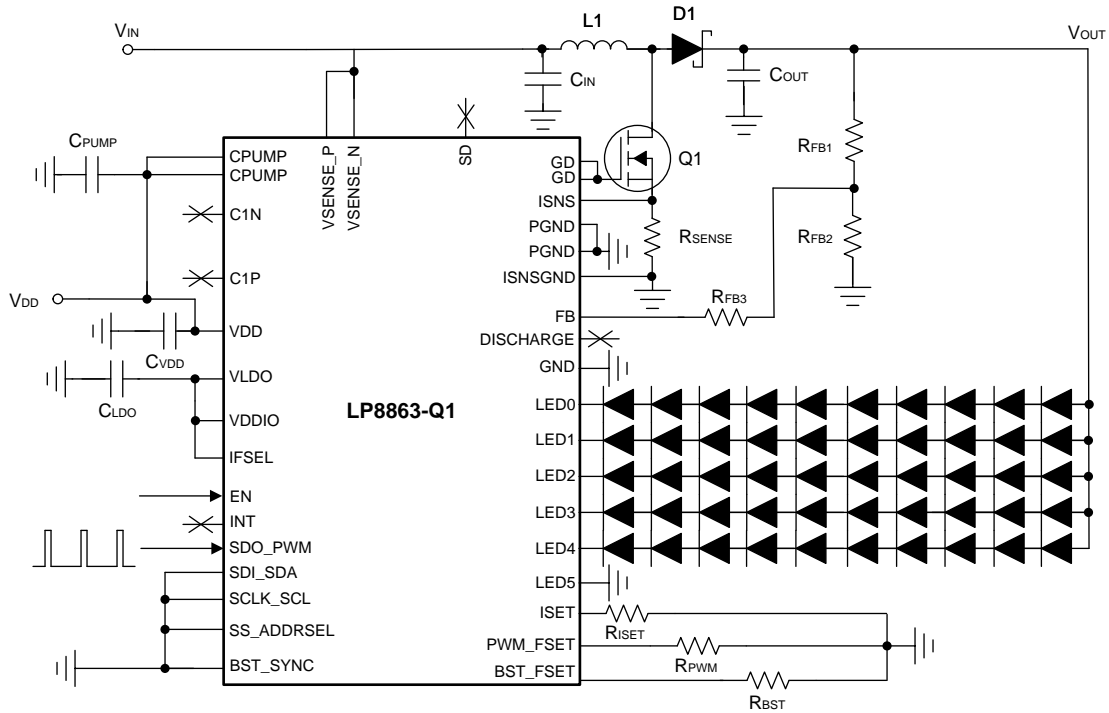 VIN
L1
D1
VOUT
CIN
COUT
CPUMP
RFB1
Q1
RFB2
RSENSE
RFB3
VDD
CVDD
CLDO
VSENSE_P
VSENSE_N
SD
CPUMP
CPUMP
C1N
C1P
VDD
VLDO
VDDIO
IFSEL
EN
INT
SDO_PWM
SDI_SDA
SCLK_SCL
SS_ADDRSEL
BST_SYNC
LP8863-Q1
GD
GD
ISNS
PGND
PGND
ISNSGND
FB
DISCHARGE
GND
LED0
LED1
LED2
LED3
LED4
LED5
ISET
PWM_FSET
BST_FSET
RISET
RPWM
RBST